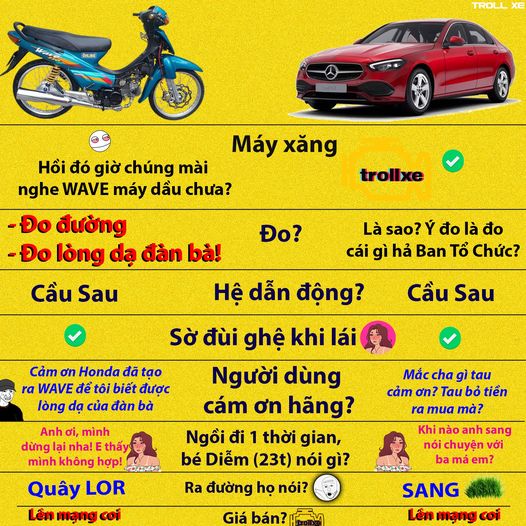 TROLL XE
Máy xăng
Hồi đó giờ chúng mài
nghe WAVE máy dầu chưa?
trollxe
- Đo đường
- Đo lòng dạ đàn bà!
Đo?
Là sao? Ý đo là đo
cái gì hả Ban Tổ Chức?
Cầu Sau
Hệ dẫn động?
Cầu Sau
Sờ đùi ghệ khi lái
Cảm ơn Honda đã tạo
ra WAVE để tôi biết được
lòng dạ của đàn bà
Người dùng
cám ơn hãng?
Mắc cha gì tau
cảm ơn? Tau bỏ tiền
ra mua mà?
Anh ơi, mình
dừng lại nha! E thấy
mình không hợp!
Ngồi đi 1 thời gian,
bé Diễm (23t) nói gì?
Khi nào anh sang
nói chuyện với
ba má em?
Quây LOR
Ra đường họ nói?
SANG
Lên mạng coi
Giá bán?
trollxe
Lên mạng coi